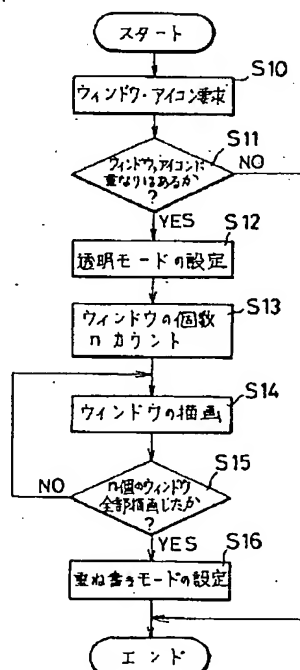 スタート
S10
ウィンドウ・アイコン要求
S11
ウィンドウ,アイコンに
重なりはあるか
?
NO
YES
S12
透明モードの設定
S13
ウィンドウの個数
n カウント
S14
ウィンドウの描画
S15
n個のウィンドウ
全部描画したか
?
NO
YES
S16
重ね書きモードの設定
エンド